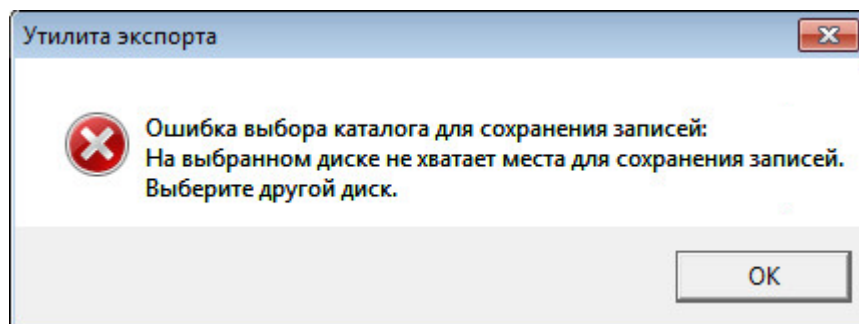 Утилита экспорта
Ошибка выбора каталога для сохранения записей:
На выбранном диске не хватает места для сохранения записей.
Выберите другой диск.
OK